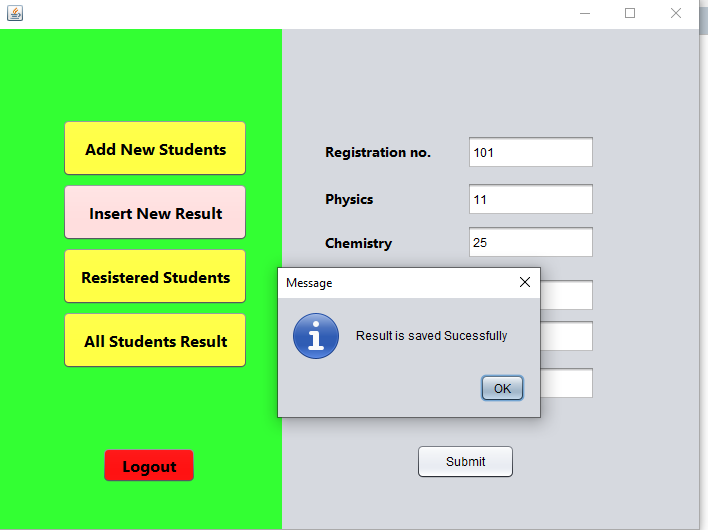 Add New Students
Insert New Result
Resistered Students
All Students Result
Logout
Registration no.
101
Physics
11
Chemistry
25
Message
Result is saved Sucessfully
OK
Submit